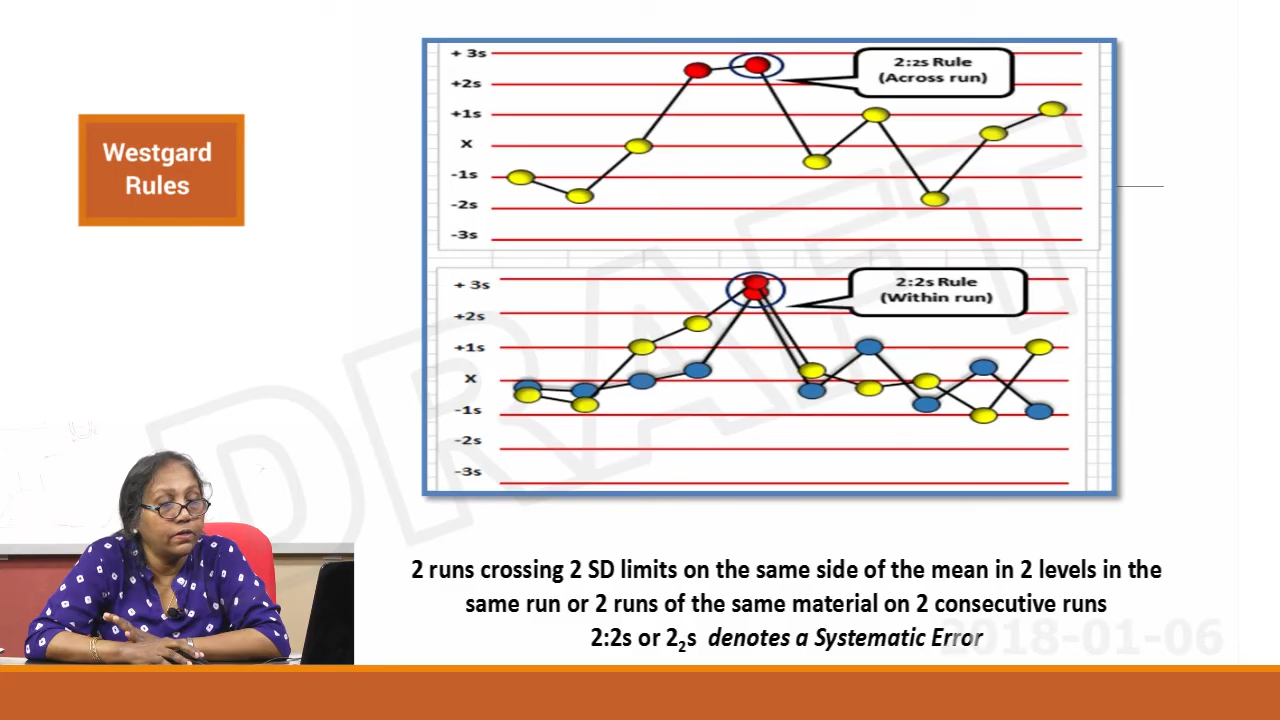 Westgard
Rules
+ 3s
+2s
+1s
X
-1s
-2s
-3s
2:2s Rule
(Across run)
+ 3s
+2s
+1s
X
-1s
-2s
-3s
2:2s Rule
(Within run)
DRAFT
2 runs crossing 2 SD limits on the same side of the mean in 2 levels in the
same run or 2 runs of the same material on 2 consecutive runs
2:2s or 2₂s denotes a Systematic Error
2018-01-06